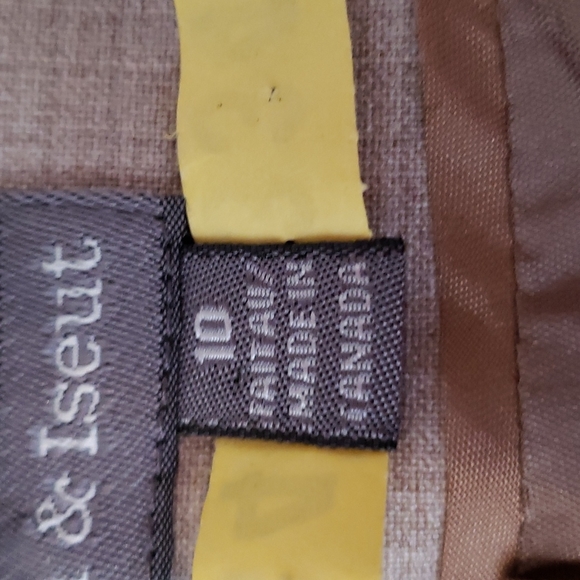 & Iseut
10
FAIT AU/
MADE IN
CANADA